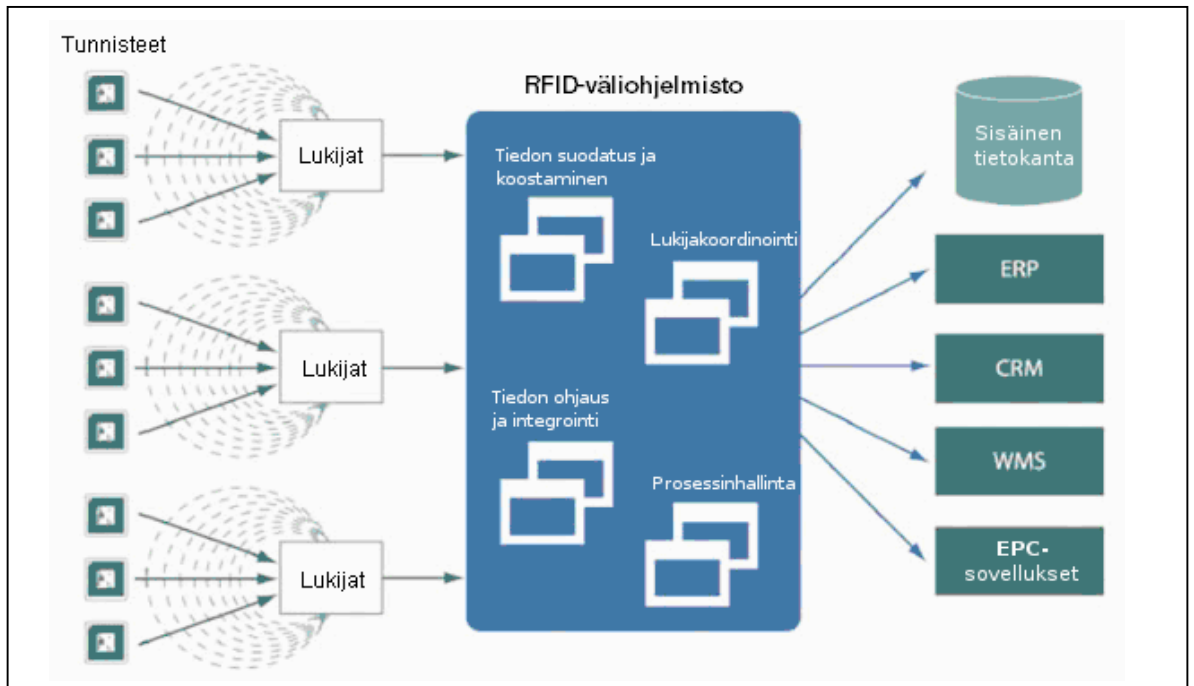 Tunnisteet
Lukijat
Lukijat
Lukijat
RFID-väliohjelmisto
Tiedon suodatus ja
koostaminen
Lukijakoordinointi
Tiedon ohjaus
ja integrointi
Prosessinhallinta
Sisäinen
tietokanta
ERP
CRM
WMS
EPC-
sovellukset